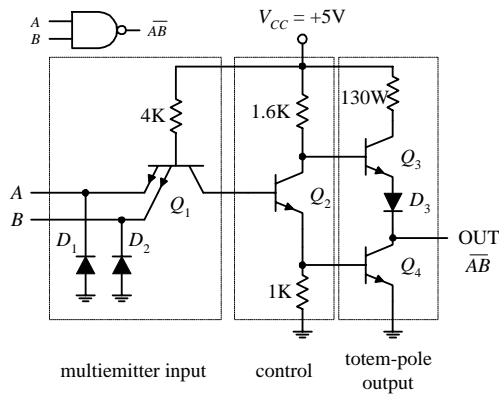 A
B
AB
V_CC = +5V
4K
1.6K
130W
Q_3
A
Q_1
Q_2
D_3
B
D_1
D_2
OUT
Q_4
AB
1K
multiemitter input
control
totem-pole
output